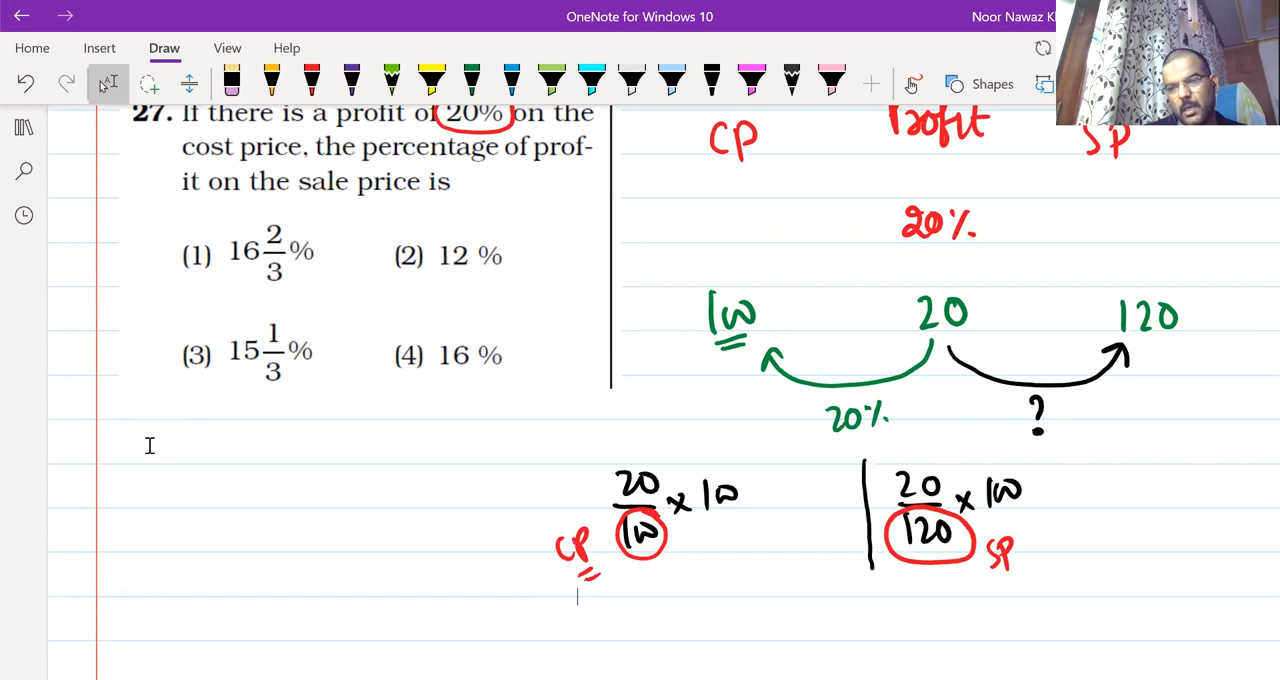 OneNote for Windows 10
Noor Nawaz Kh
Home Insert Draw View Help
Shapes
27. If there is a profit of 20% on the
cost price, the percentage of prof-
it on the sale price is
(1) 16 2/3 % (2) 12 %
(3) 15 1/3 % (4) 16 %
CP Profit SP
20%
100 20 120
20% ?
20/100 × 100 | 20/120 × 100
CP SP